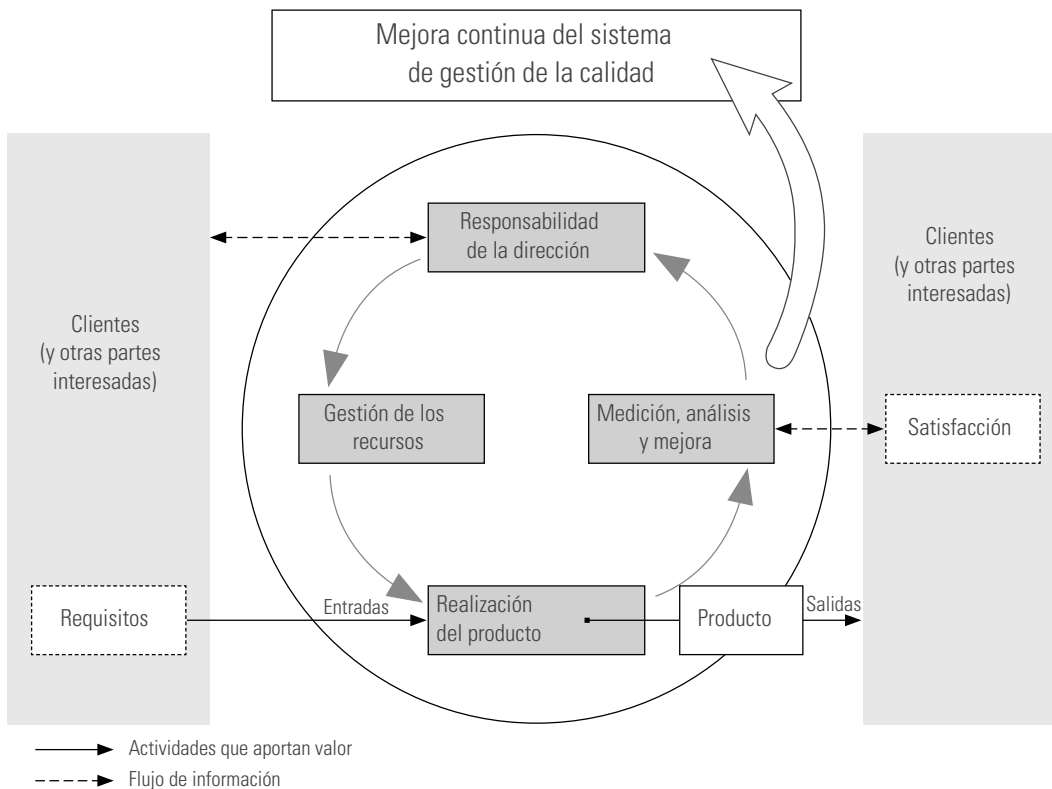 Mejora continua del sistema
de gestión de la calidad
Responsabilidad
de la dirección
Clientes
(y otras partes
interesadas)
Clientes
(y otras partes
interesadas)
Gestión de los
recursos
Medición, análisis
y mejora
Satisfacción
Requisitos
Entradas
Realización
del producto
Producto
Salidas
Actividades que aportan valor
Flujo de información